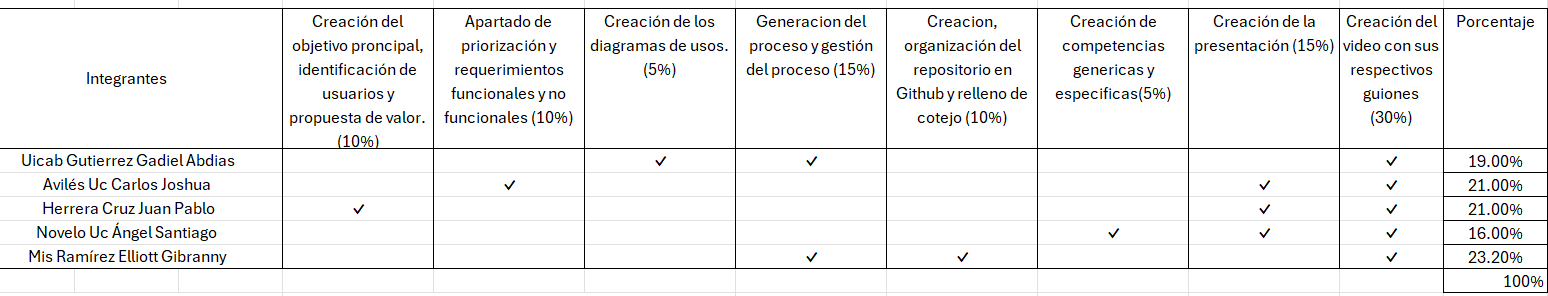 Integrantes
Creación del
objetivo proncipal,
identificación de
usuarios y
propuesta de valor.
(10%)
Apartado de
priorización y
requerimientos
funcionales y no
funcionales (10%)
Creación de los
diagramas de usos.
(5%)
Generacion del
proceso y gestión
del proceso (15%)
Creacion,
organización del
repositorio en
Github y relleno de
cotejo (10%)
Creación de
competencias
genericas y
especificas(5%)
Creación de la
presentación (15%)
Creación del
video con sus
respectivos
guiones
(30%)
Porcentaje
Uicab Gutierrez Gadiel Abdias ✓ ✓ ✓ 19.00%
Avilés Uc Carlos Joshua ✓ ✓ ✓ 21.00%
Herrera Cruz Juan Pablo ✓ ✓ ✓ 21.00%
Novelo Uc Ángel Santiago ✓ ✓ ✓ 16.00%
Mis Ramírez Elliott Gibranny ✓ ✓ ✓ 23.20%
100%